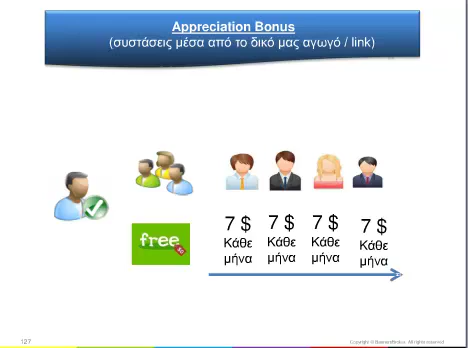 Appreciation Bonus
(συστάσεις μέσα από το δικό μας αγωγό / link)
free
7 $ 7 $ 7 $ 7 $
Κάθε Κάθε Κάθε Κάθε
μήνα μήνα μήνα μήνα
127